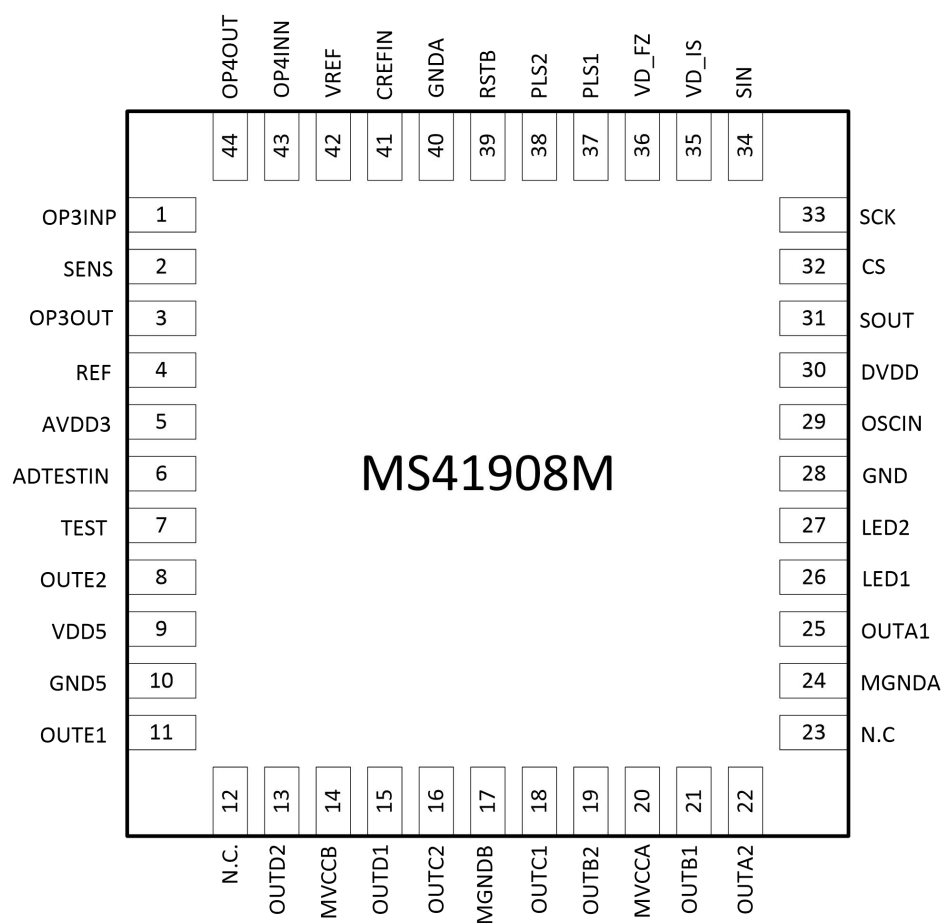 OP4OUT
OP4INN
VREF
CREFIN
GNDA
RSTB
PLS2
PLS1
VD_FZ
VD_IS
SIN
44
43
42
41
40
39
38
37
36
35
34
OP3INP 1
SENS 2
OP3OUT 3
REF 4
AVDD3 5
ADTESTIN 6
TEST 7
OUTE2 8
VDD5 9
GND5 10
OUTE1 11
MS41908M
33 SCK
32 CS
31 SOUT
30 DVDD
29 OSCIN
28 GND
27 LED2
26 LED1
25 OUTA1
24 MGNDA
23 N.C
12
13
14
15
16
17
18
19
20
21
22
N.C.
OUTD2
MVCCB
OUTD1
OUTC2
MGNDB
OUTC1
OUTB2
MVCCA
OUTB1
OUTA2